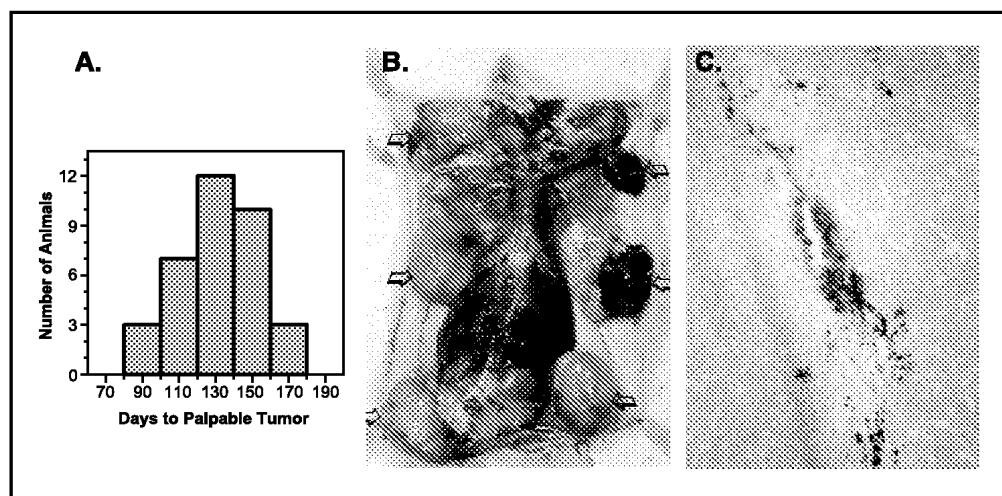 A.
B.
C.
Number of Animals
12
9
6
3
0
70 90 110 130 150 170 190
Days to Palpable Tumor